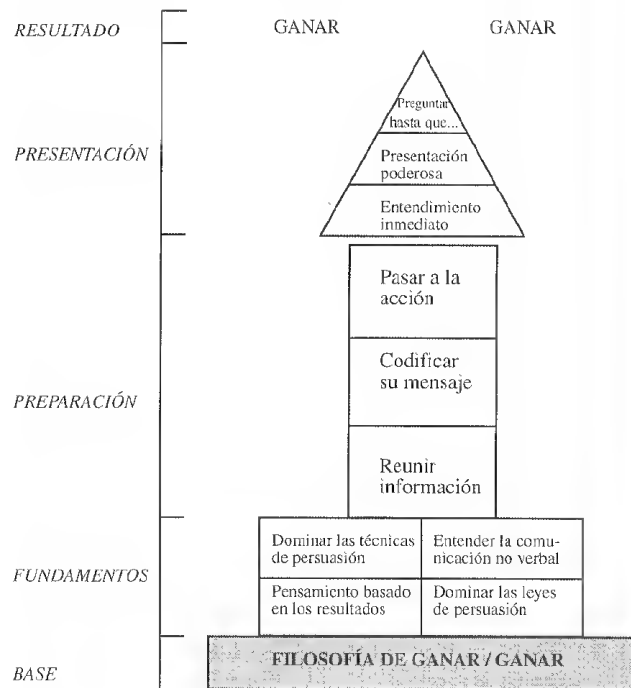 RESULTADO
GANAR GANAR
PRESENTACIÓN
Preguntar
hasta que...
Presentación
poderosa
Entendimiento
inmediato
PREPARACIÓN
Pasar a la
acción
Codificar
su mensaje
Reunir
información
FUNDAMENTOS
Dominar las técnicas
de persuasión
Entender la comu-
nicación no verbal
Pensamiento basado
en los resultados
Dominar las leyes
de persuasión
BASE
FILOSOFÍA DE GANAR / GANAR